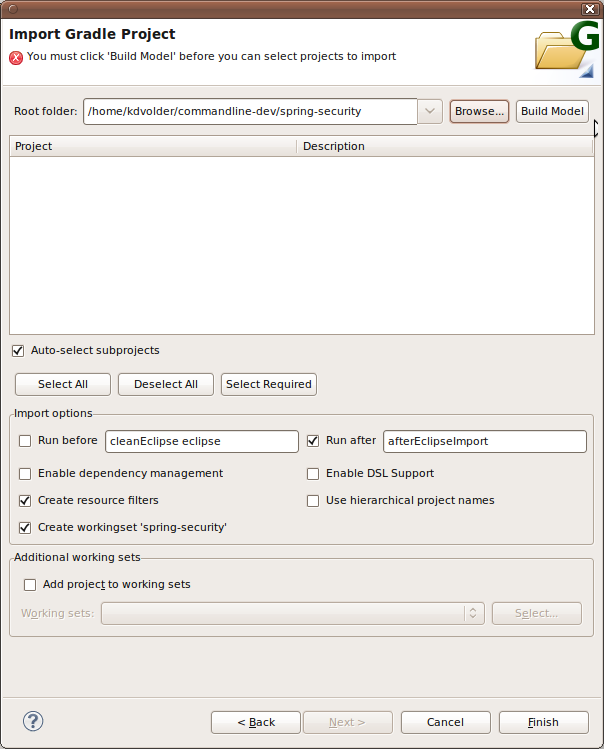 Import Gradle Project
You must click 'Build Model' before you can select projects to import
G
Root folder: /home/kdvolder/commandline-dev/spring-security Browse... Build Model
Project Description
Auto-select subprojects
Select All Deselect All Select Required
Import options
Run before cleanEclipse eclipse Run after afterEclipseImport
Enable dependency management Enable DSL Support
Create resource filters Use hierarchical project names
Create workingset 'spring-security'
Additional working sets
Add project to working sets
Working sets: Select...
? < Back Next > Cancel Finish